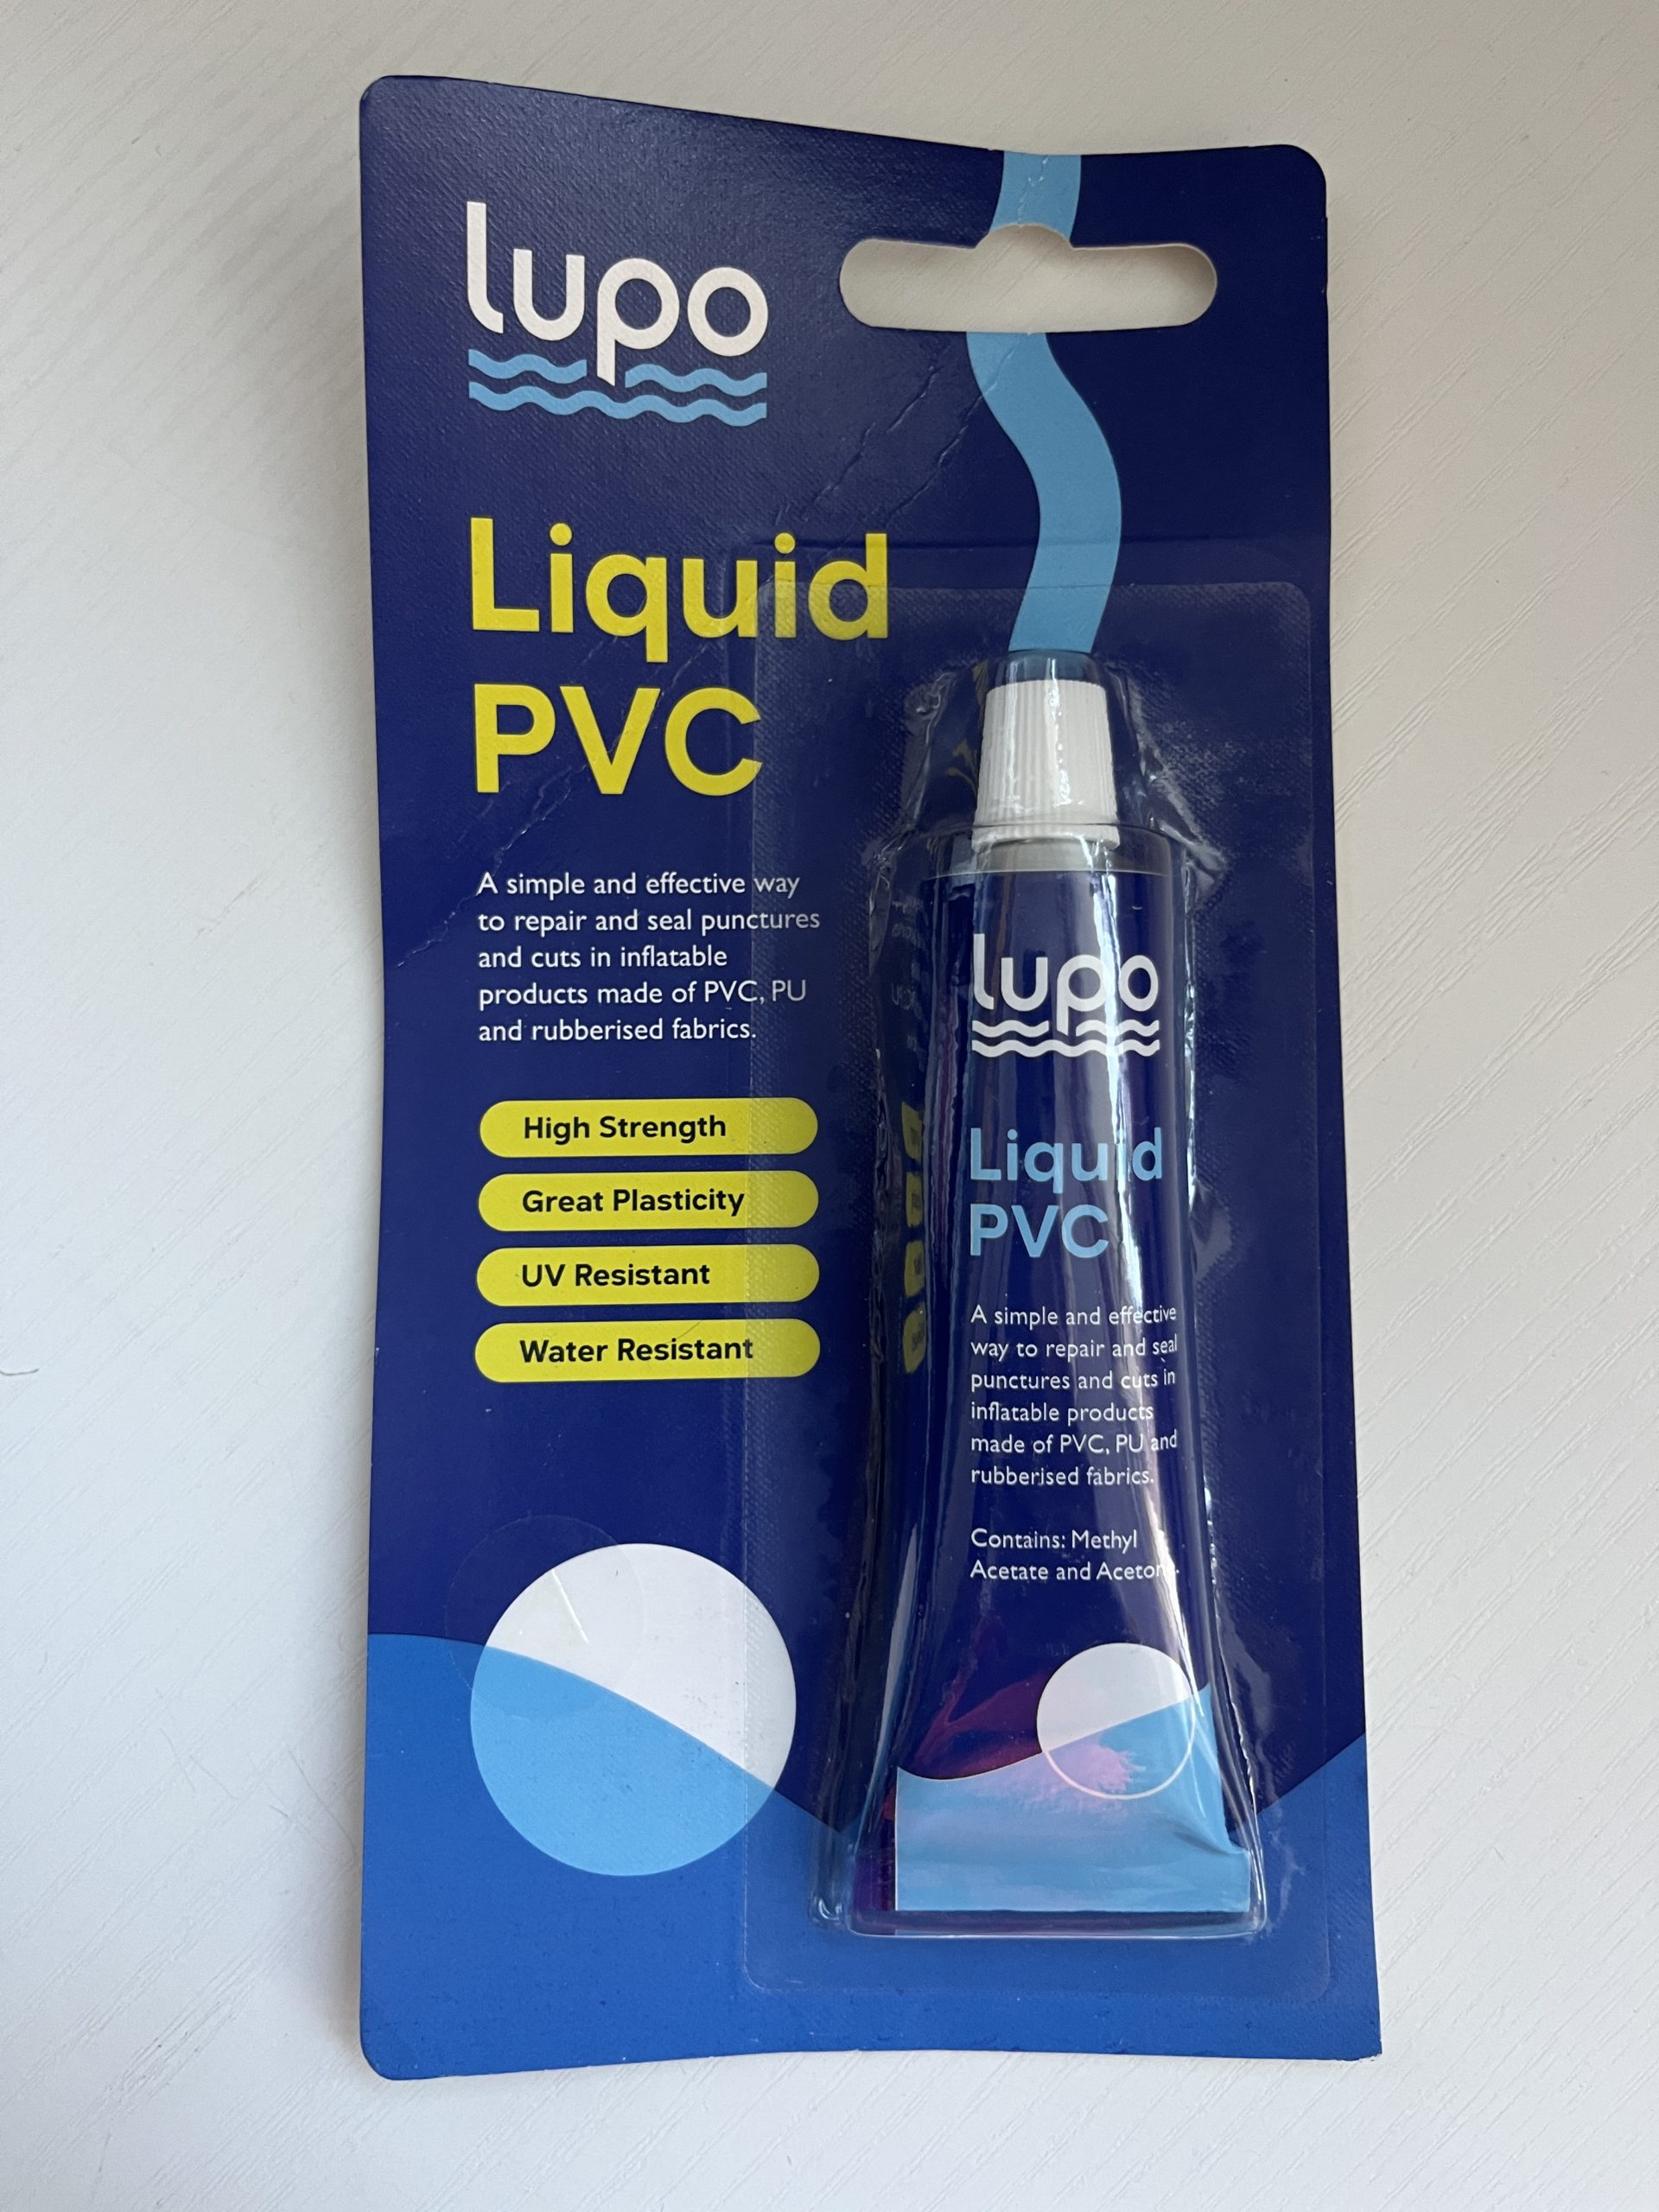 lupo
Liquid
PVC
A simple and effective way
to repair and seal punctures
and cuts in inflatable
products made of PVC, PU
and rubberised fabrics.
High Strength
Great Plasticity
UV Resistant
Water Resistant
lupo
Liquid
PVC
A simple and effective
way to repair and seal
punctures and cuts in
inflatable products
made of PVC, PU and
rubberised fabrics.
Contains: Methyl
Acetate and Acetone.